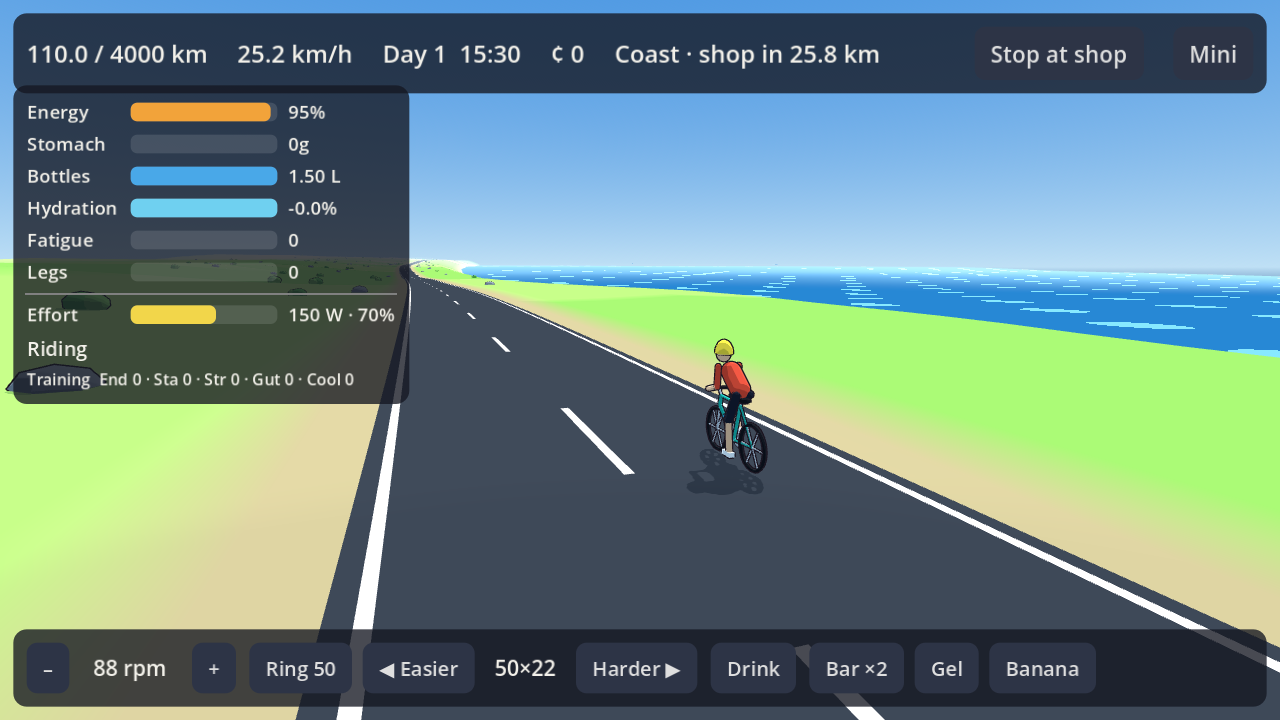 110.0 / 4000 km 25.2 km/h Day 1 15:30 ¢ 0 Coast · shop in 25.8 km Stop at shop Mini
Energy 95%
Stomach 0g
Bottles 1.50 L
Hydration -0.0%
Fatigue 0
Legs 0
Effort 150 W · 70%
Riding
Training End 0 · Sta 0 · Str 0 · Gut 0 · Cool 0
– 88 rpm + Ring 50 ◀ Easier 50×22 Harder ▶ Drink Bar ×2 Gel Banana